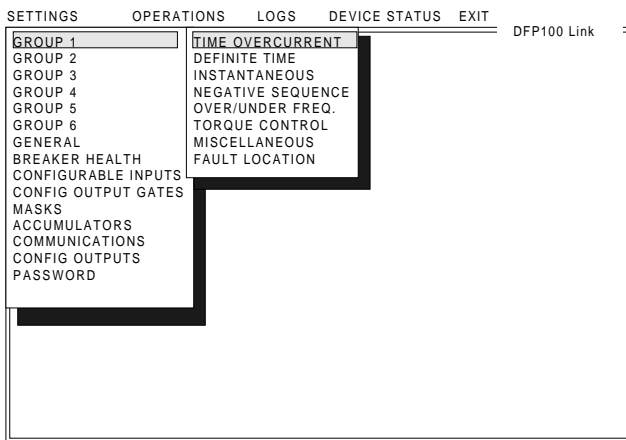 SETTINGS OPERATIONS LOGS DEVICE STATUS EXIT
DFP100 Link
GROUP 1
GROUP 2
GROUP 3
GROUP 4
GROUP 5
GROUP 6
GENERAL
BREAKER HEALTH
CONFIGURABLE INPUTS
CONFIG OUTPUT GATES
MASKS
ACCUMULATORS
COMMUNICATIONS
CONFIG OUTPUTS
PASSWORD
TIME OVERCURRENT
DEFINITE TIME
INSTANTANEOUS
NEGATIVE SEQUENCE
OVER/UNDER FREQ.
TORQUE CONTROL
MISCELLANEOUS
FAULT LOCATION